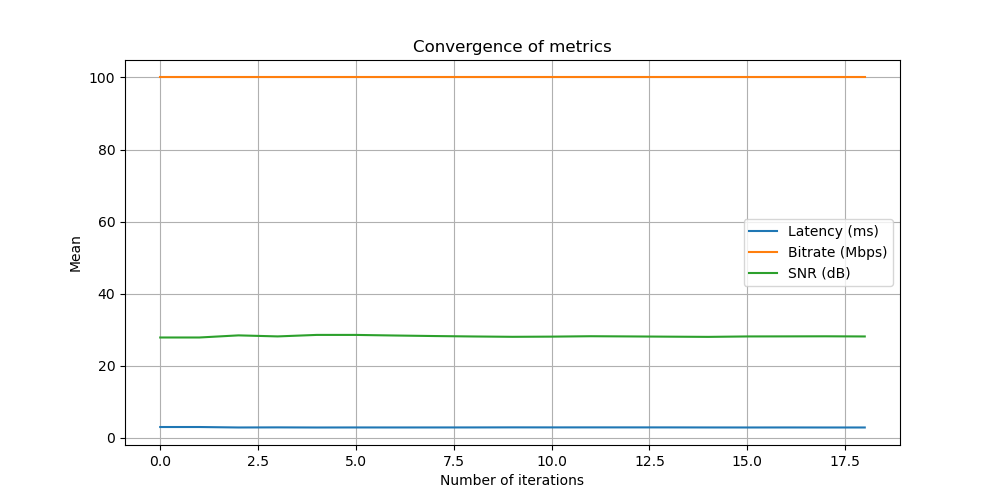 Convergence of metrics
100
80
60
40
20
0
Mean
Latency (ms)
Bitrate (Mbps)
SNR (dB)
0.0 2.5 5.0 7.5 10.0 12.5 15.0 17.5
Number of iterations